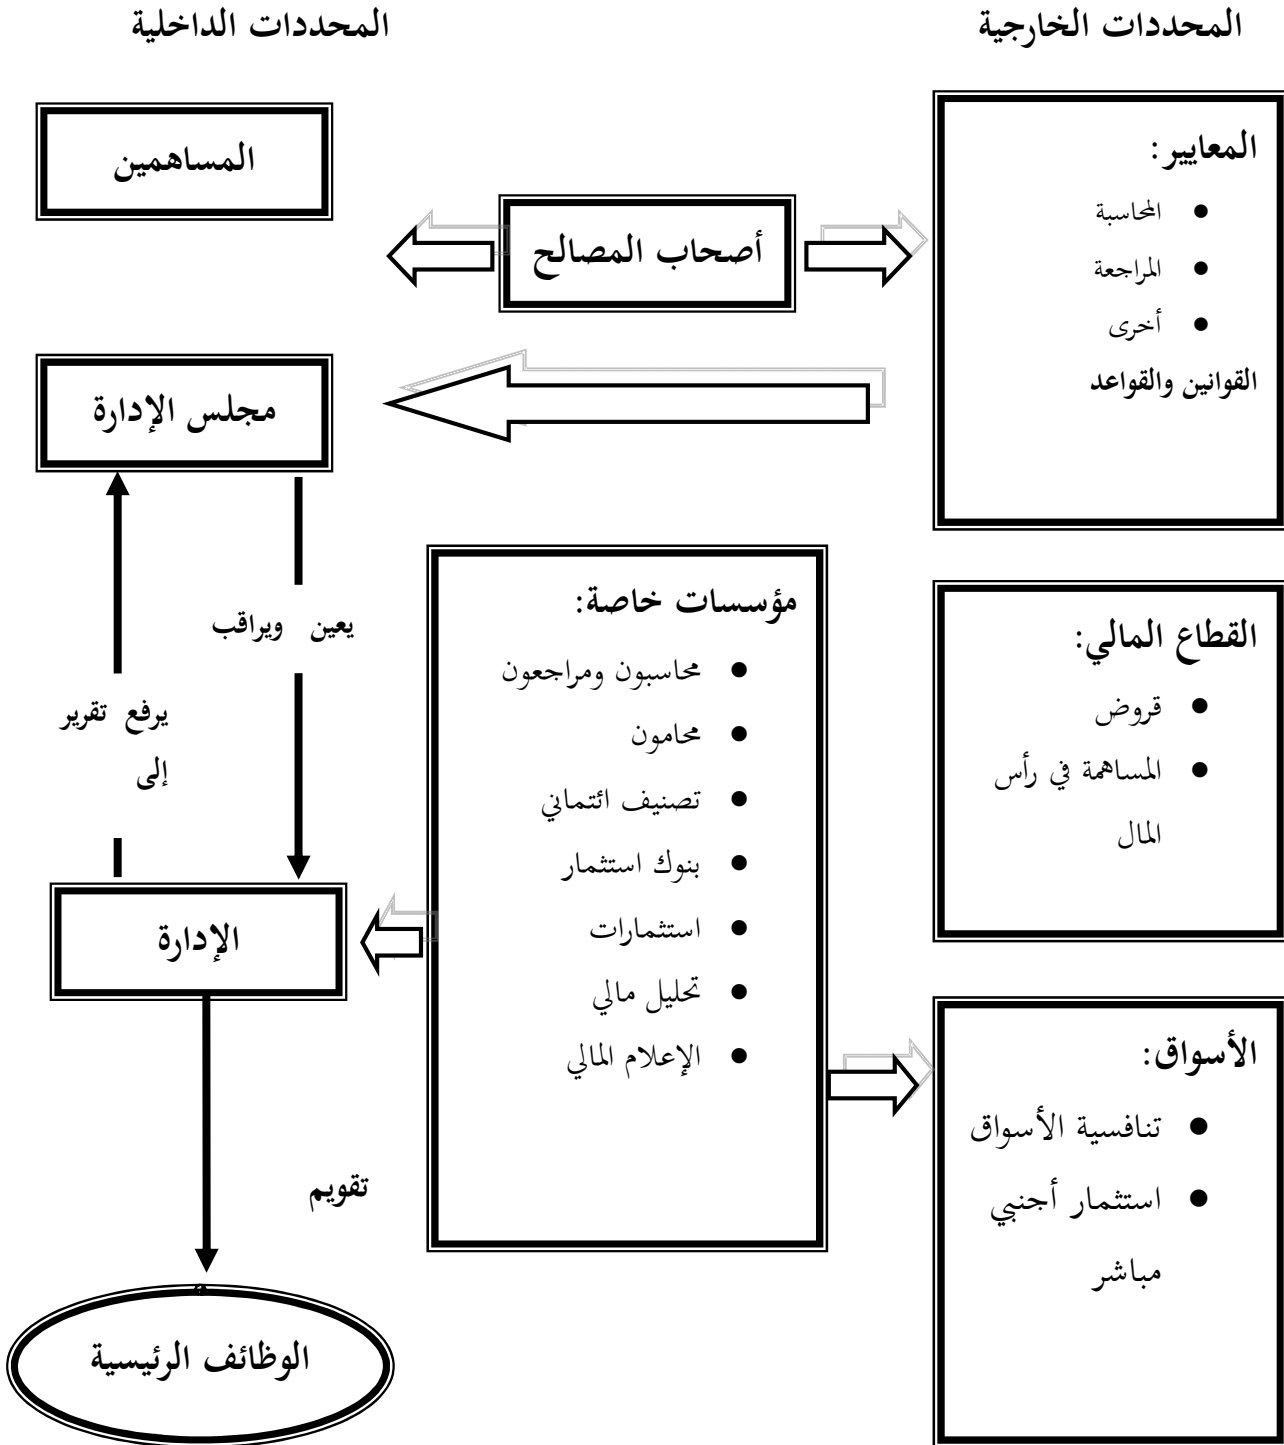 المحددات الخارجية
المحددات الداخلية
المعايير:
• المحاسبة
• المراجعة
• أخرى
القوانين والقواعد
أصحاب المصالح
المساهمين
مجلس الإدارة
يعين ويراقب
يرفع تقرير
إلى
مؤسسات خاصة:
• محاسبون ومراجعون
• محامون
• تصنيف ائتماني
• بنوك استثمار
• استثمارات
• تحليل مالي
• الإعلام المالي
القطاع المالي:
• قروض
• المساهمة في رأس
المال
الإدارة
الأسواق:
• تنافسية الأسواق
• استثمار أجنبي
مباشر
تقويم
الوظائف الرئيسية